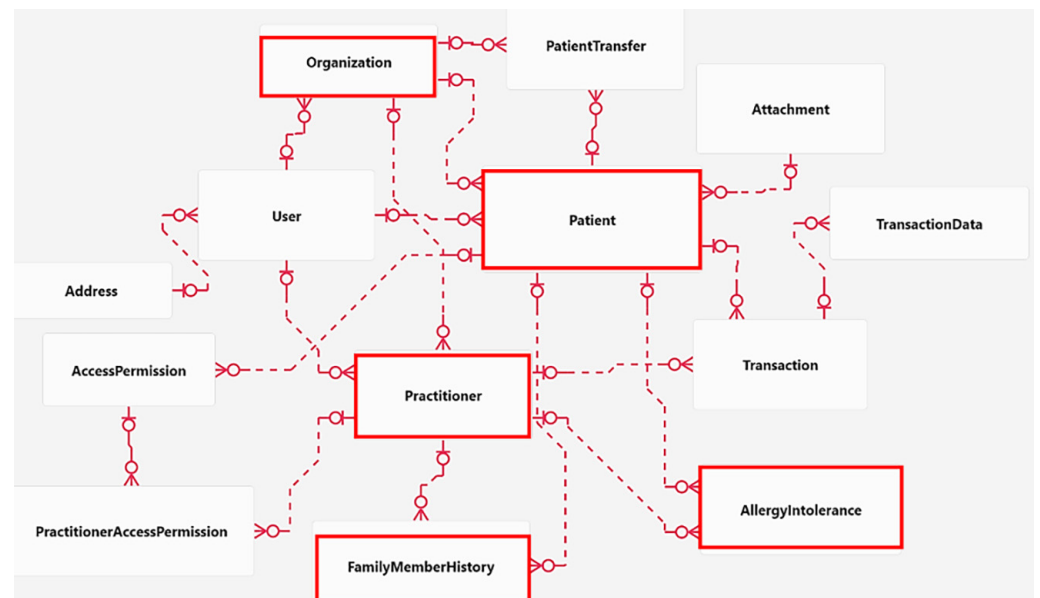 PatientTransfer
Organization
Attachment
User
Patient
TransactionData
Address
AccessPermission
Transaction
Practitioner
AllergyIntolerance
PractitionerAccessPermission
FamilyMemberHistory